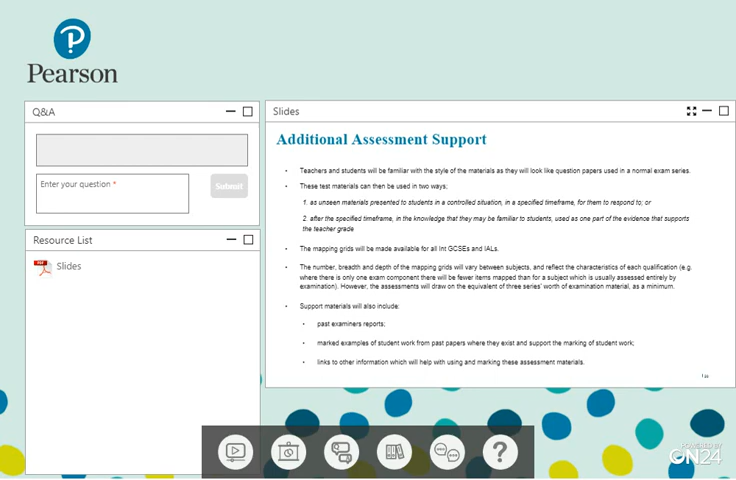 Pearson
Q&A
Enter your question *
Submit
Resource List
Slides
Slides
Additional Assessment Support
• Teachers and students will be familiar with the style of the materials as they will look like question papers used in a normal exam series.
• These test materials can then be used in two ways;
1. as unseen materials presented to students in a controlled situation, in a specified timeframe, for them to respond to; or
2. after the specified timeframe, in the knowledge that they may be familiar to students, used as one part of the evidence that supports
the teacher grade
• The mapping grids will be made available for all Int GCSEs and IALs.
• The number, breadth and depth of the mapping grids will vary between subjects, and reflect the characteristics of each qualification (e.g.
where there is only one exam component there will be fewer items mapped than for a subject which is usually assessed entirely by
examination). However, the assessments will draw on the equivalent of three series' worth of examination material, as a minimum.
• Support materials will also include:
• past examiners reports;
• marked examples of student work from past papers where they exist and support the marking of student work;
• links to other information which will help with using and marking these assessment materials.
POWERED BY
ON24